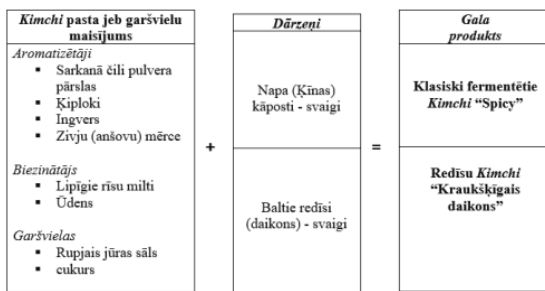 Kimchi pasta jeb garšvielu
maisījums
Aromatizētāji
▪ Sarkanā čili pulvera
pārslas
▪ Ķiploki
▪ Ingvers
▪ Zivju (anšovu) mērce
Biezinātājs
▪ Lipīgie rīsu milti
▪ Ūdens
Garšvielas
▪ Rupjais jūras sāls
▪ cukurs
+
Dārzeņi
Napa (Ķīnas)
kāposti - svaigi
Baltie redīsi
(daikons) - svaigi
=
Gala
produkts
Klasiski fermentētie
Kimchi “Spicy”
Redīsu Kimchi
“Kraukšķīgais
daikons”